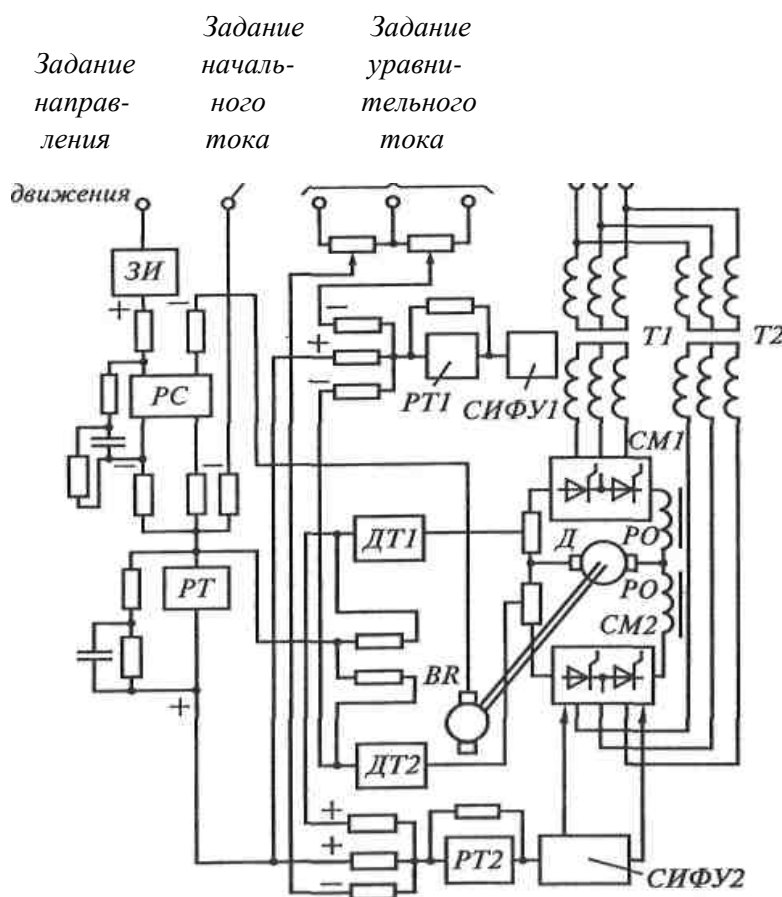 Задание
направ-
ления
Задание
началь-
ного
тока
Задание
уравни-
тельного
тока
движения
ЗИ
+
−
РС
−
−
РТ
+
−
+
−
РТ1
СИФУ1
Т1
Т2
СМ1
ДТ1
Д
РО
РО
СМ2
BR
ДТ2
+
+
−
РТ2
СИФУ2